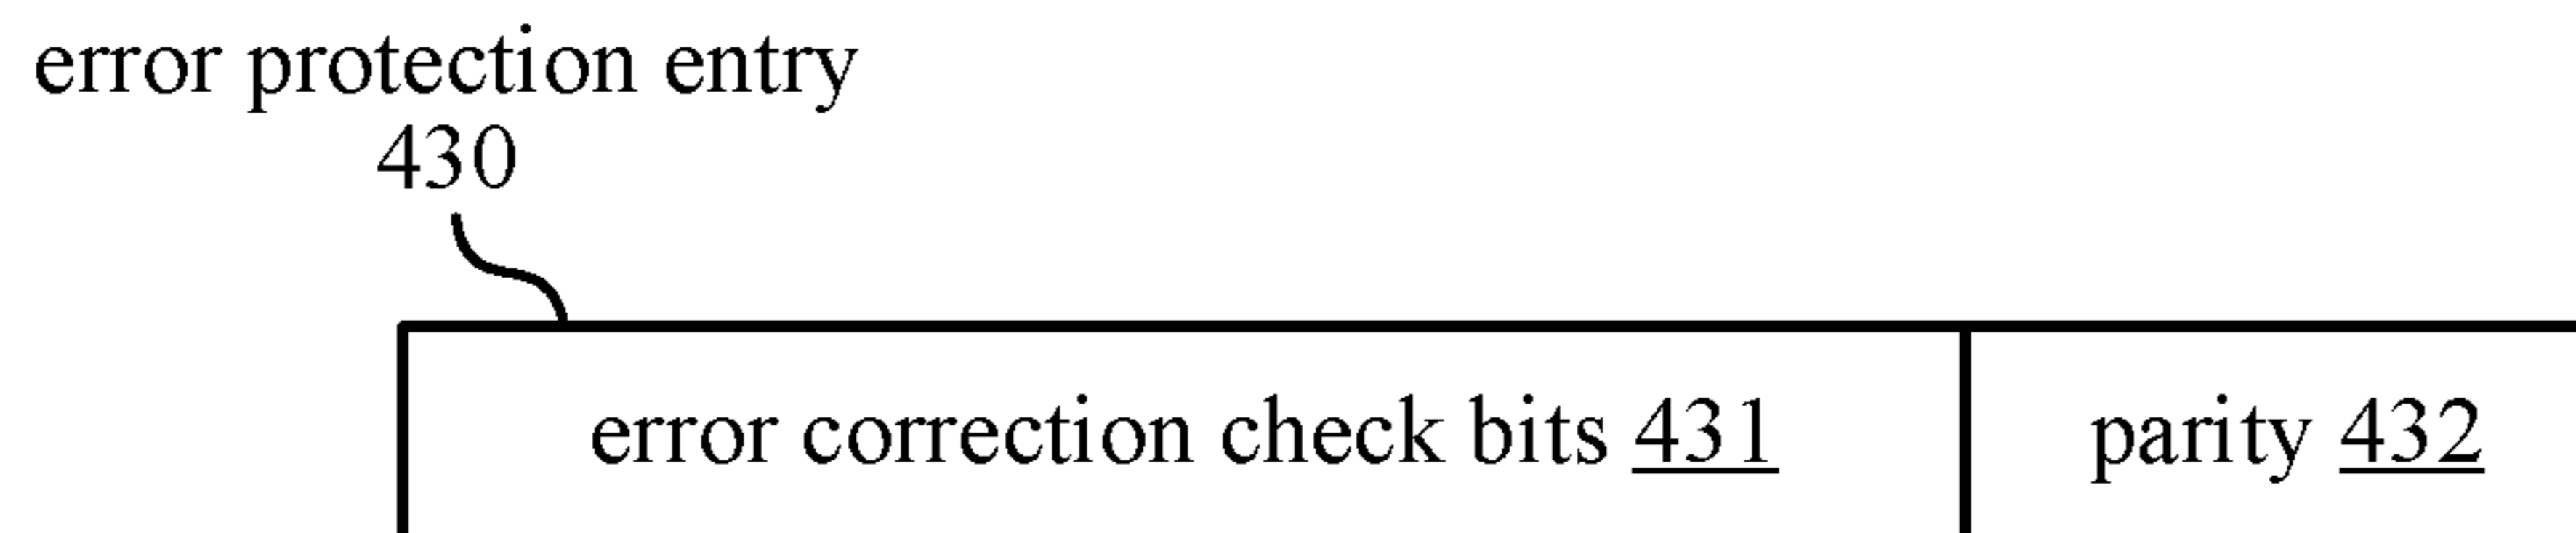 error protection entry
430
error correction check bits 431
parity 432